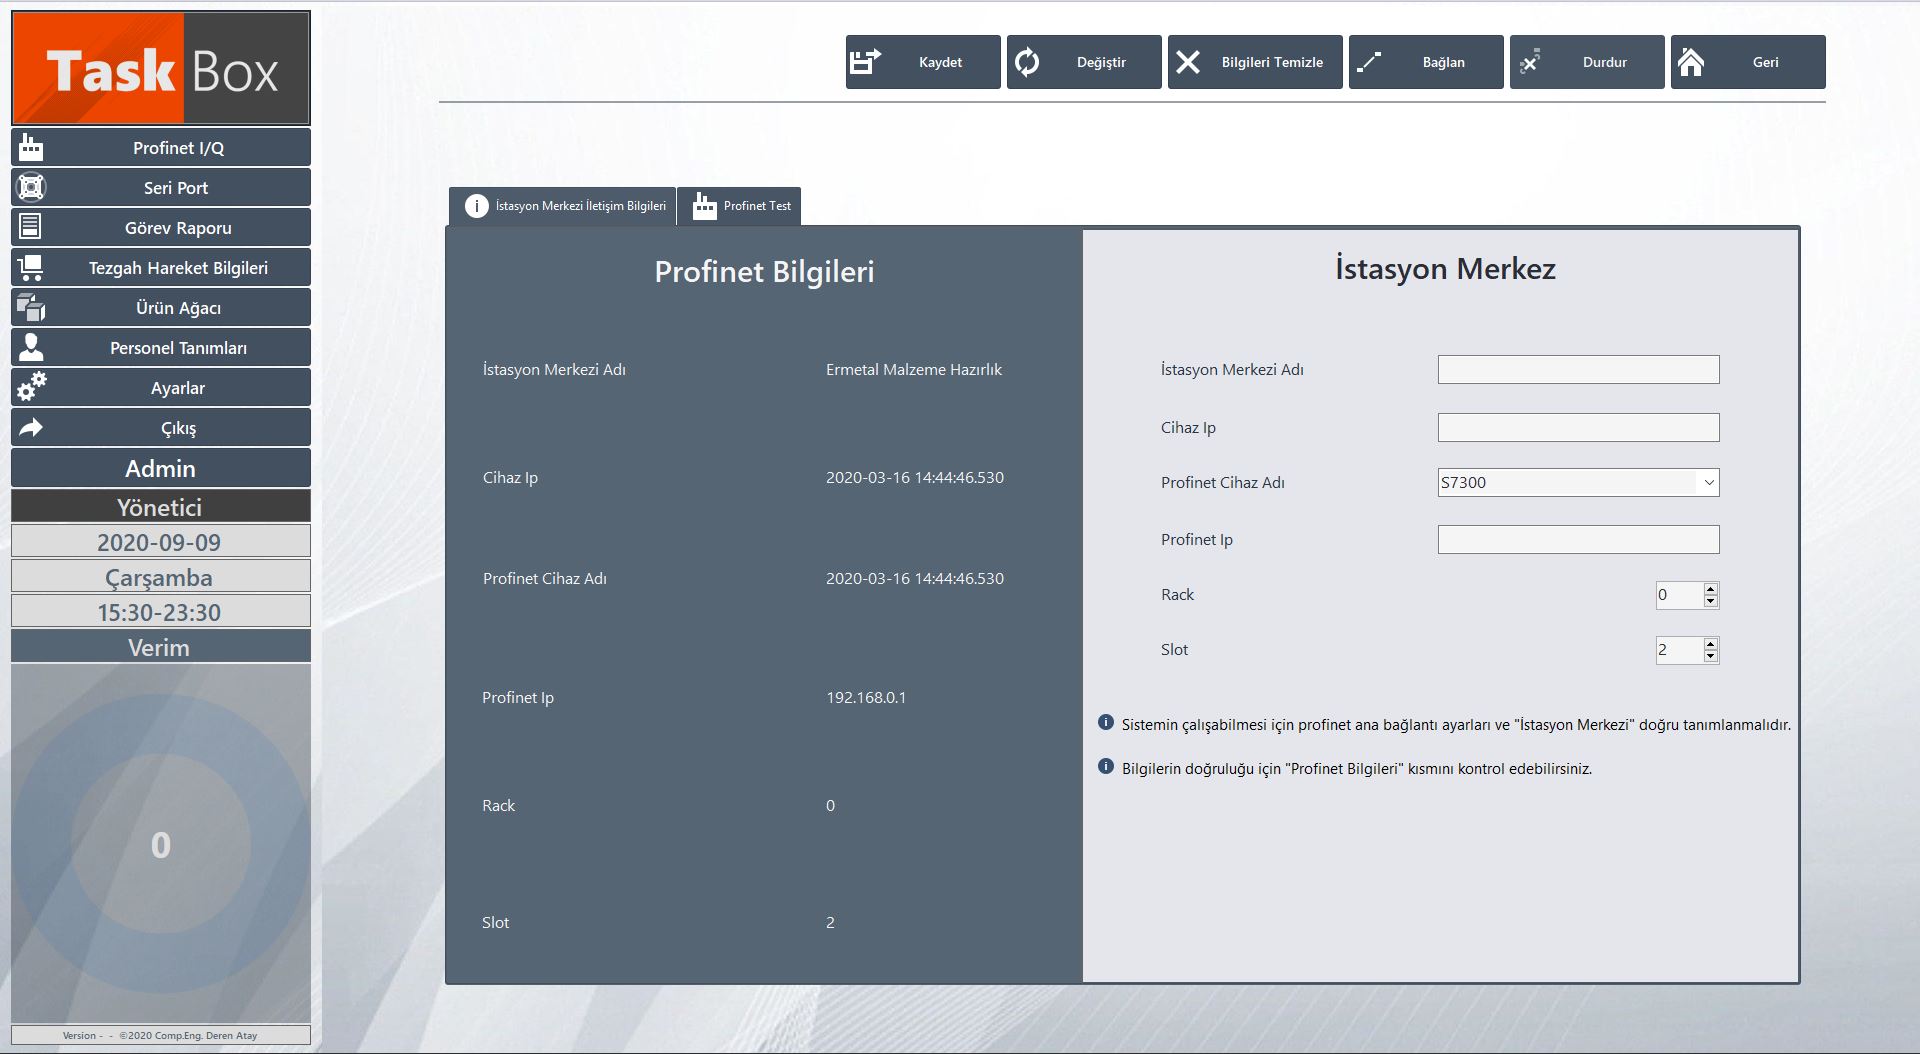 Task Box
Kaydet
Değiştir
Bilgileri Temizle
Bağlan
Durdur
Geri
Profinet I/Q
Seri Port
Görev Raporu
Tezgah Hareket Bilgileri
Ürün Ağacı
Personel Tanımları
Ayarlar
Çıkış
Admin
Yönetici
2020-09-09
Çarşamba
15:30-23:30
Verim
0
Version - - ©2020 Comp.Eng. Deren Atay
İstasyon Merkezi İletişim Bilgileri
Profinet Test
Profinet Bilgileri
İstasyon Merkezi Adı Ermetal Malzeme Hazırlık
Cihaz Ip 2020-03-16 14:44:46.530
Profinet Cihaz Adı 2020-03-16 14:44:46.530
Profinet Ip 192.168.0.1
Rack 0
Slot 2
İstasyon Merkez
İstasyon Merkezi Adı
Cihaz Ip
Profinet Cihaz Adı S7300
Profinet Ip
Rack 0
Slot 2
Sistemin çalışabilmesi için profinet ana bağlantı ayarları ve "İstasyon Merkezi" doğru tanımlanmalıdır.
Bilgilerin doğruluğu için "Profinet Bilgileri" kısmını kontrol edebilirsiniz.